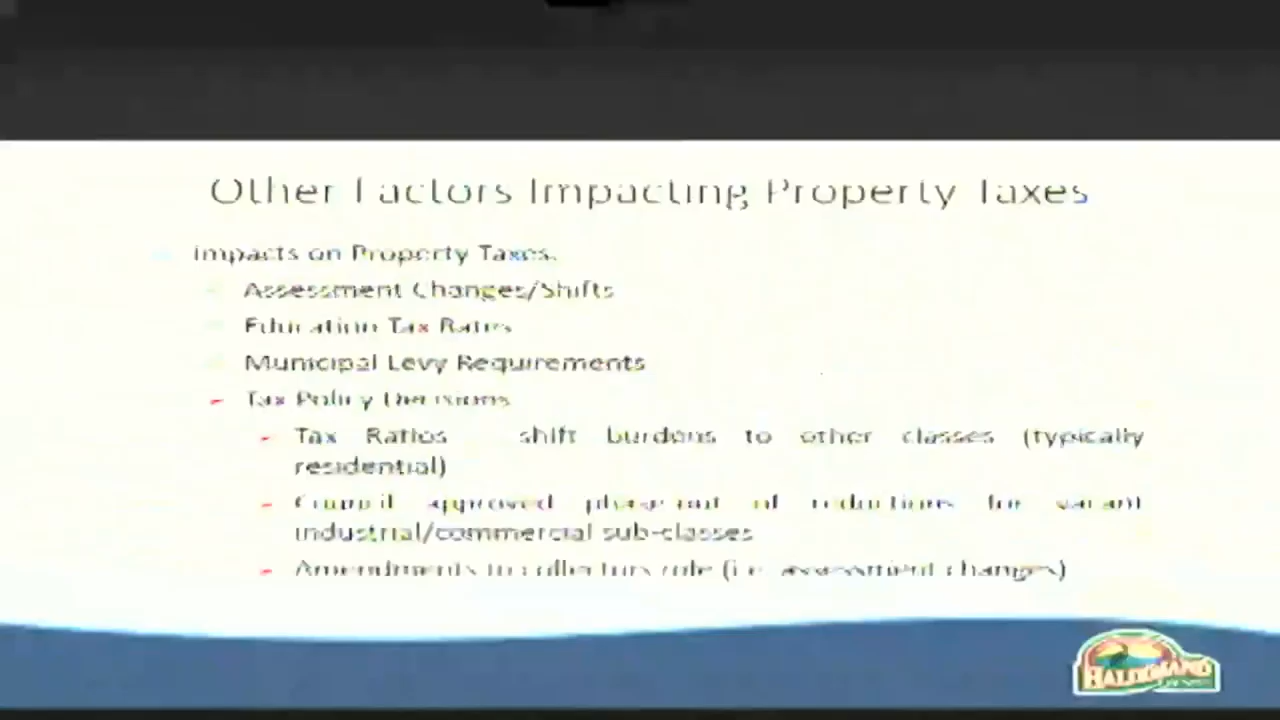 Other Factors Impacting Property Taxes
Impacts on Property Taxes:
Assessment Changes/Shifts
Education Tax Rates
Municipal Levy Requirements
Tax Policy Decisions
Tax Ratios shift burdens to other classes (typically
residential)
Council approved phase-out of reductions for vacant
industrial/commercial sub-classes
Amendments to collectors role (i.e. assessment changes)
HALDIMAND